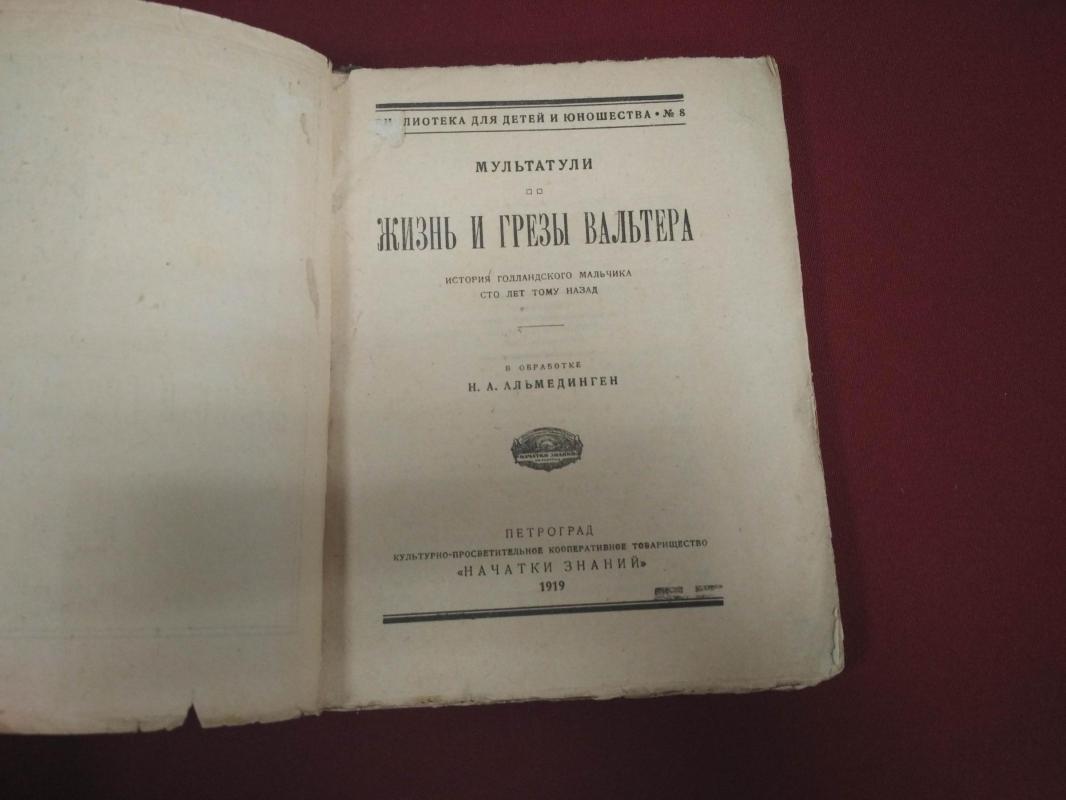 БИБЛИОТЕКА ДЛЯ ДЕТЕЙ И ЮНОШЕСТВА • № 8
МУЛЬТАТУЛИ
ЖИЗНЬ И ГРЕЗЫ ВАЛЬТЕРА
ИСТОРИЯ ГОЛЛАНДСКОГО МАЛЬЧИКА
СТО ЛЕТ ТОМУ НАЗАД
В ОБРАБОТКЕ
Н. А. АЛЬМЕДИНГЕН
НАЧАТКИ ЗНАНИЙ
ПЕТРОГРАД
КУЛЬТУРНО-ПРОСВЕТИТЕЛЬНОЕ КООПЕРАТИВНОЕ ТОВАРИЩЕСТВО
«НАЧАТКИ ЗНАНИЙ»
1919